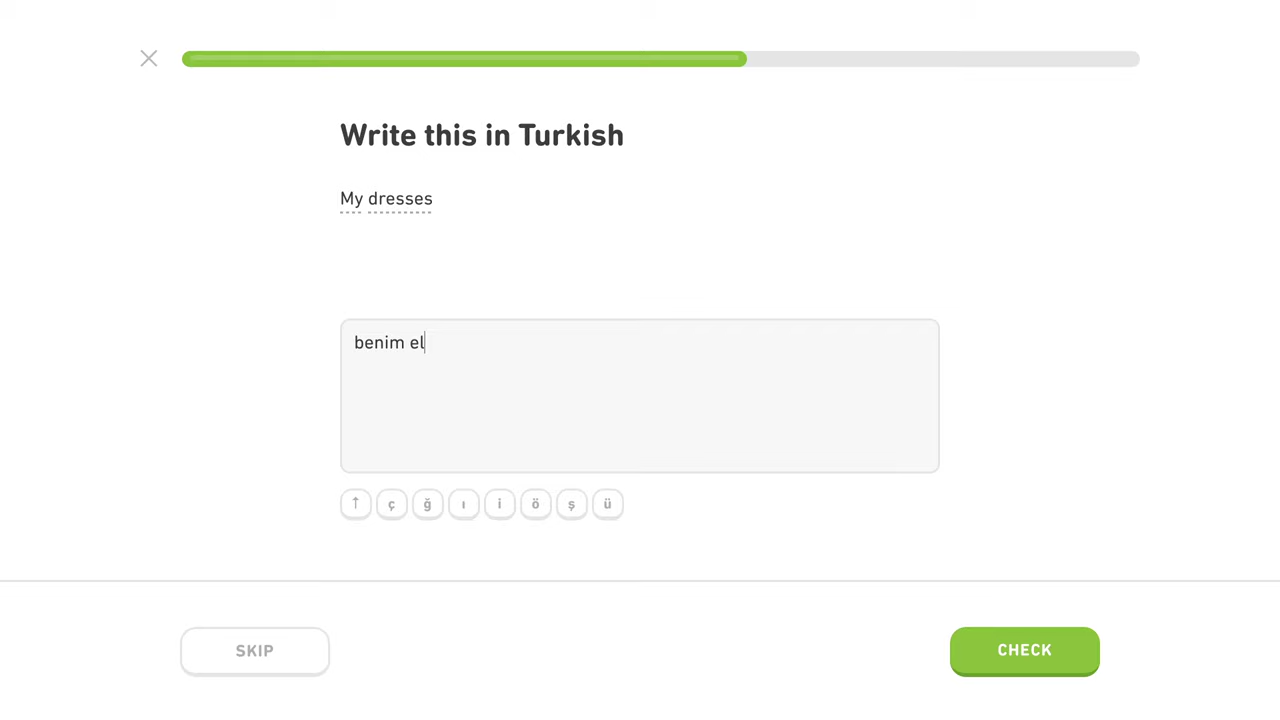 Write this in Turkish
My dresses
benim el
↑ ç ğ ı i ö ş ü
SKIP
CHECK